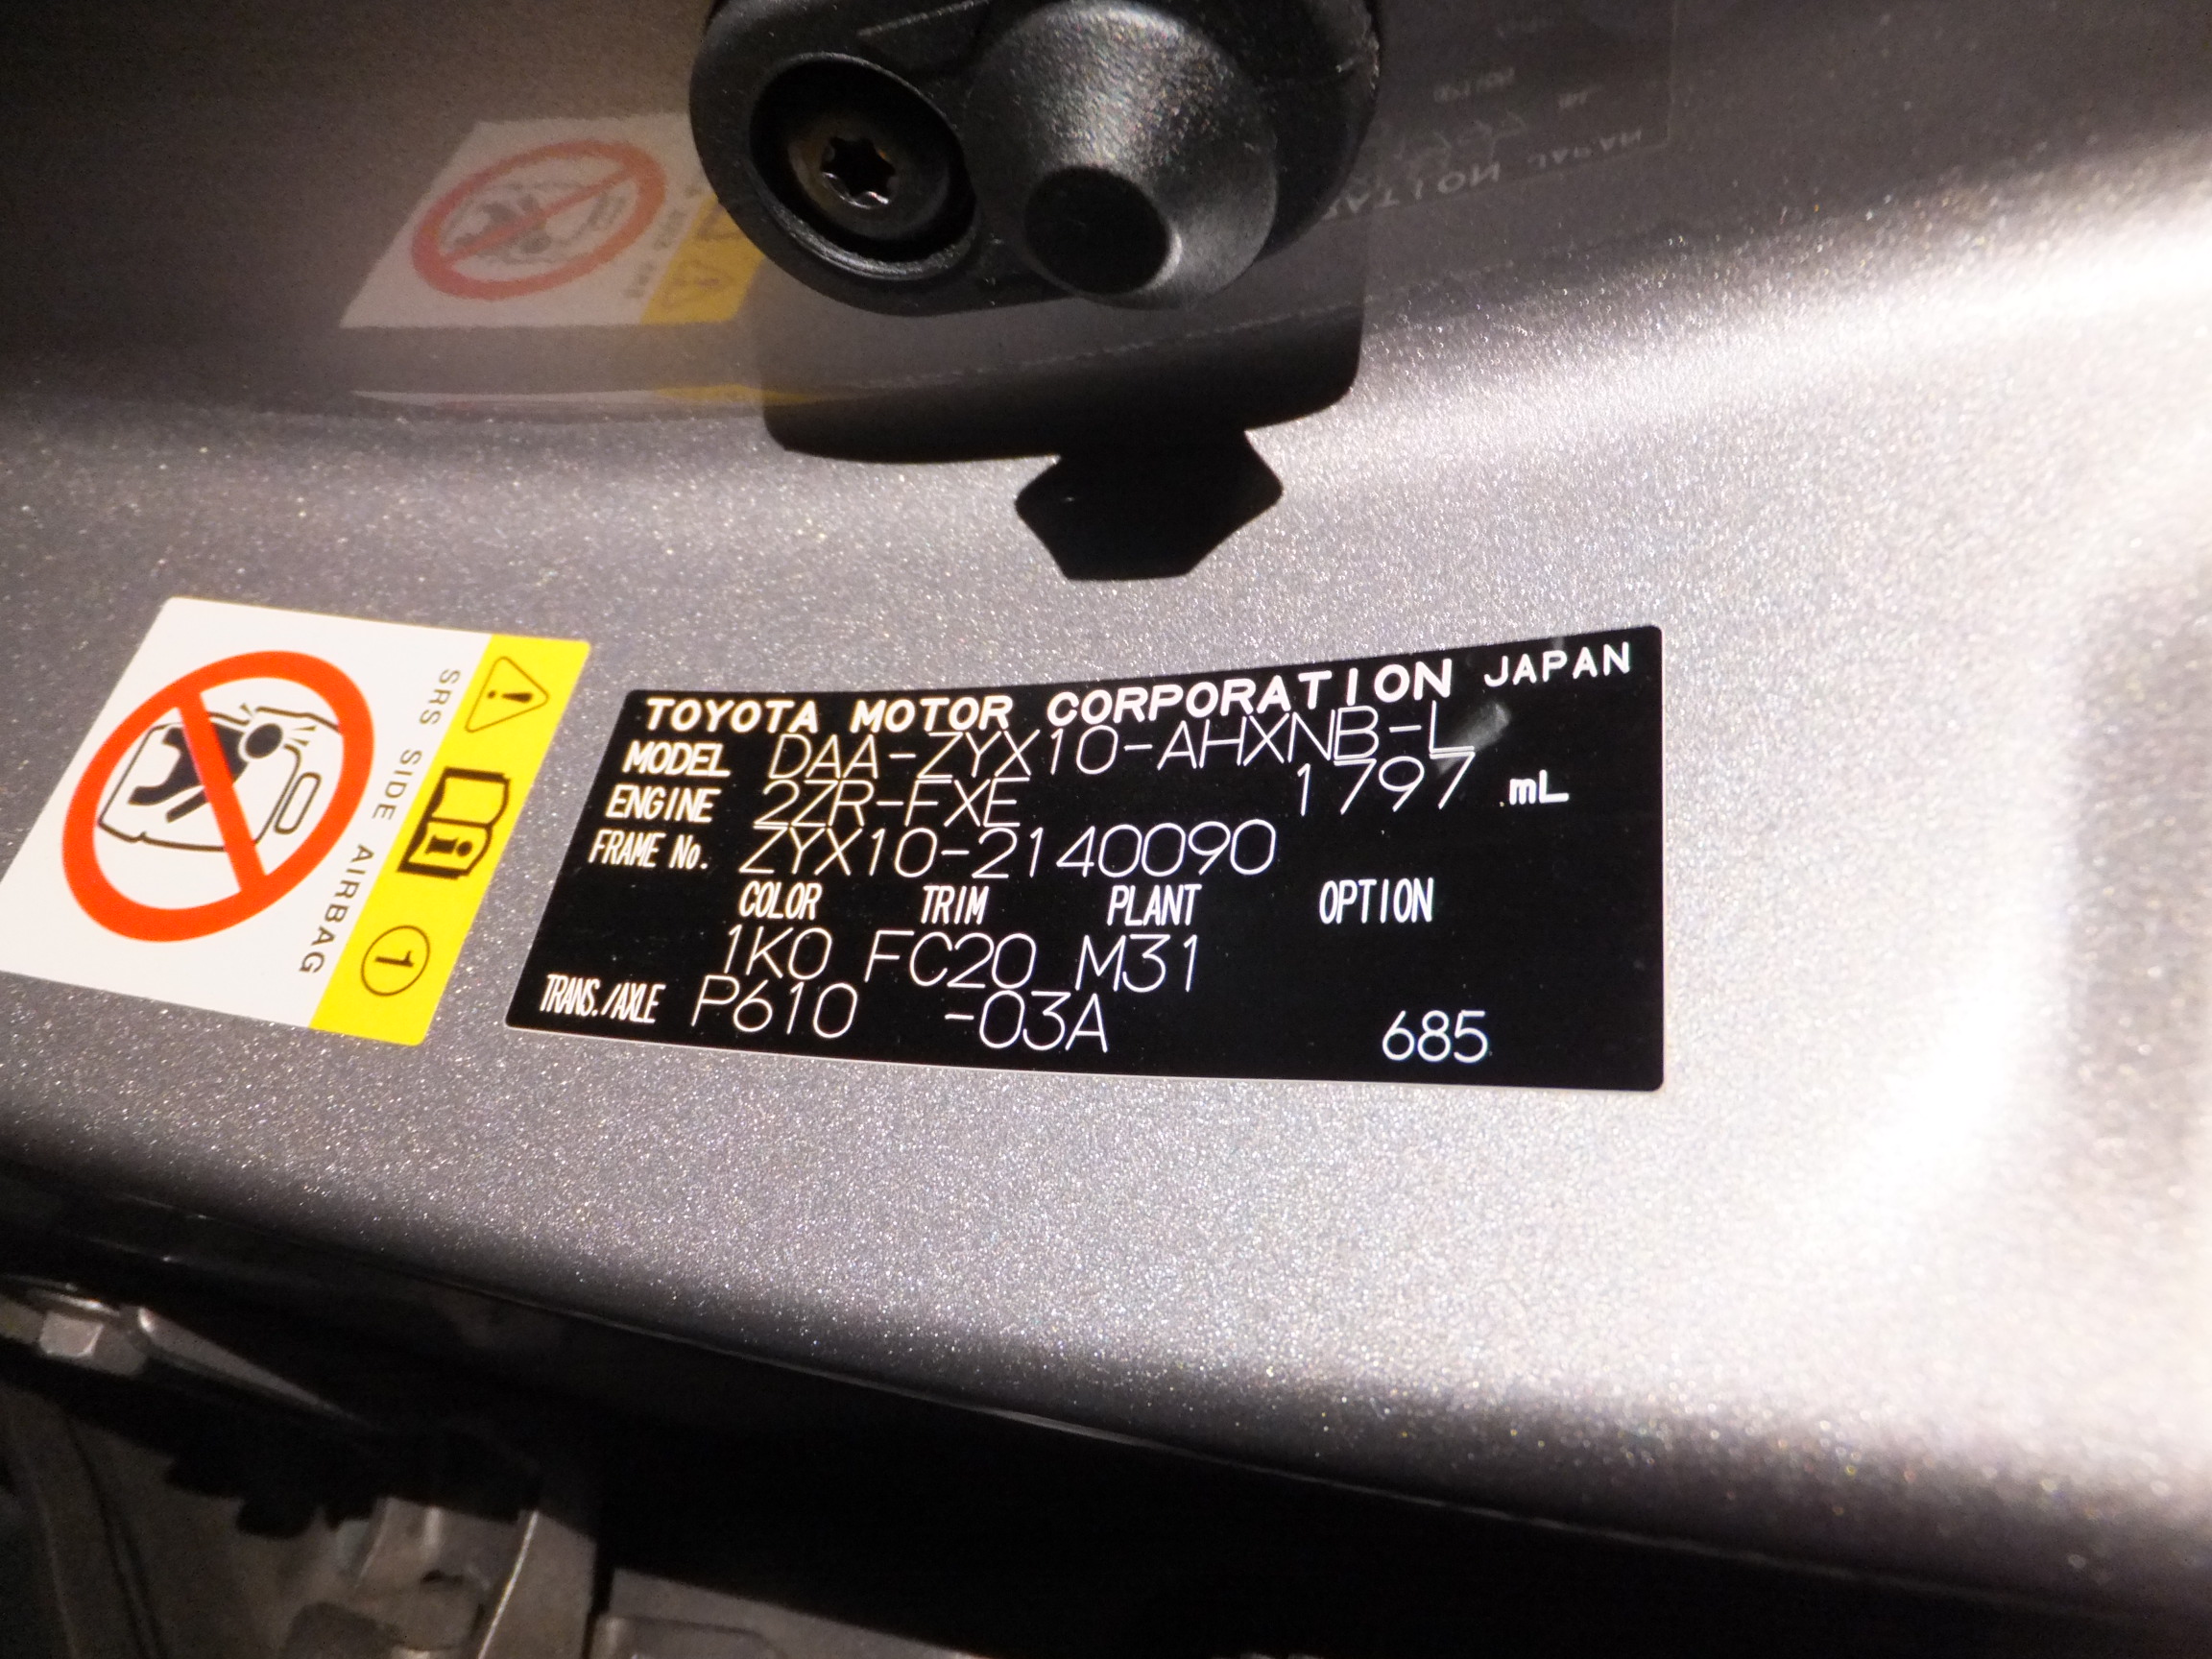 TOYOTA MOTOR CORPORATION JAPAN
MODEL DAA-ZYX10-AHXNB-L
ENGINE 2ZR-FXE 1797 mL
FRAME No. ZYX10-2140090
COLOR TRIM PLANT OPTION
1K0 FC20 M31
TRANS./AXLE P610 -03A 685
SRS SIDE AIRBAG
1